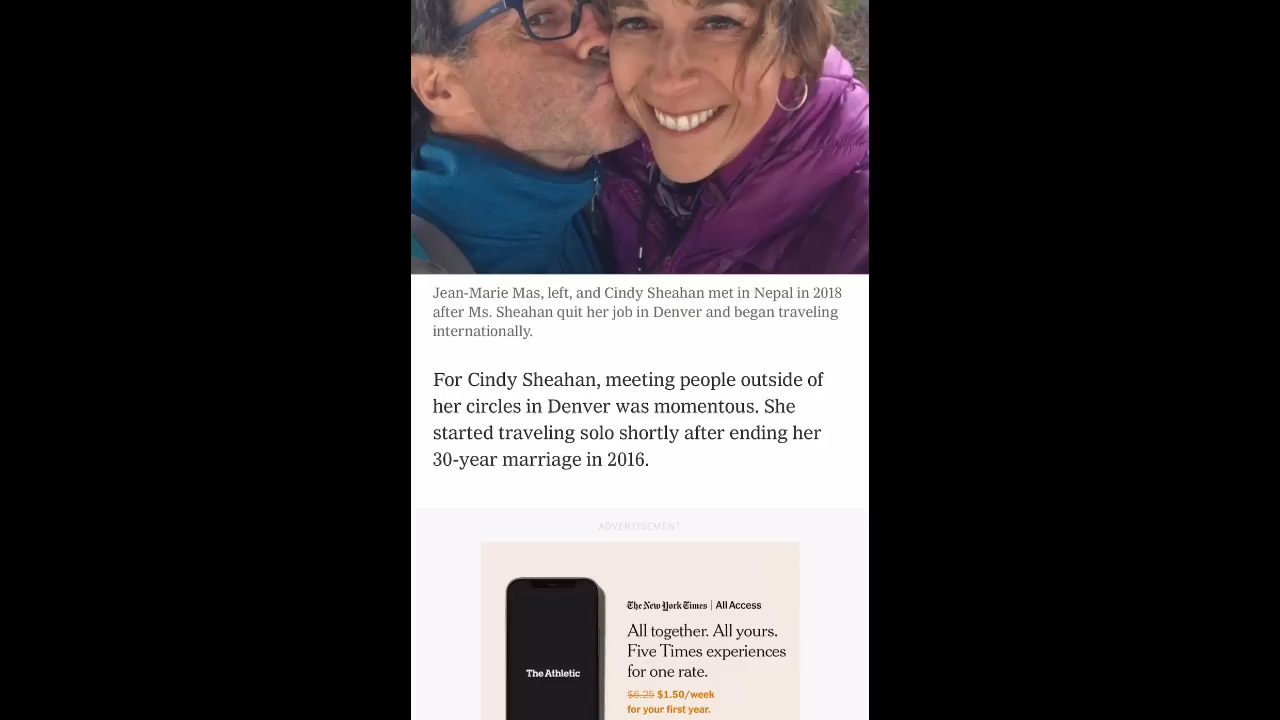 Jean-Marie Mas, left, and Cindy Sheahan met in Nepal in 2018
after Ms. Sheahan quit her job in Denver and began traveling
internationally.
For Cindy Sheahan, meeting people outside of
her circles in Denver was momentous. She
started traveling solo shortly after ending her
30-year marriage in 2016.
ADVERTISEMENT
The New York Times | All Access
All together. All yours.
Five Times experiences
for one rate.
The Athletic
$6.25 $1.50/week
for your first year.